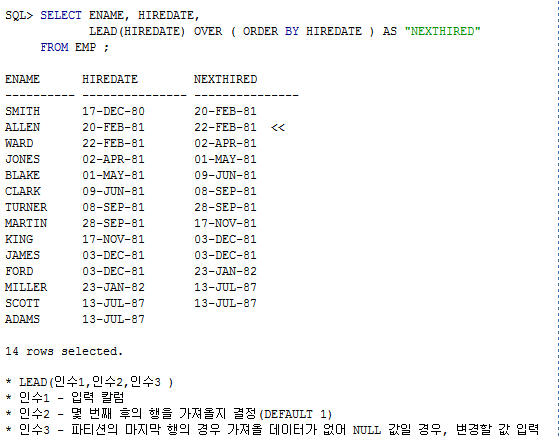 SQL> SELECT ENAME, HIREDATE,
LEAD(HIREDATE) OVER ( ORDER BY HIREDATE ) AS "NEXTHIRED"
FROM EMP ;
ENAME HIREDATE NEXTHIRED
---------- --------------- ---------------
SMITH 17-DEC-80 20-FEB-81
ALLEN 20-FEB-81 22-FEB-81 <<
WARD 22-FEB-81 02-APR-81
JONES 02-APR-81 01-MAY-81
BLAKE 01-MAY-81 09-JUN-81
CLARK 09-JUN-81 08-SEP-81
TURNER 08-SEP-81 28-SEP-81
MARTIN 28-SEP-81 17-NOV-81
KING 17-NOV-81 03-DEC-81
JAMES 03-DEC-81 03-DEC-81
FORD 03-DEC-81 23-JAN-82
MILLER 23-JAN-82 13-JUL-87
SCOTT 13-JUL-87 13-JUL-87
ADAMS 13-JUL-87
14 rows selected.
* LEAD(인수1,인수2,인수3 )
* 인수1 - 입력 칼럼
* 인수2 - 몇 번째 후의 행을 가져올지 결정(DEFAULT 1)
* 인수3 - 파티션의 마지막 행의 경우 가져올 데이터가 없어 NULL 값일 경우, 변경할 값 입력